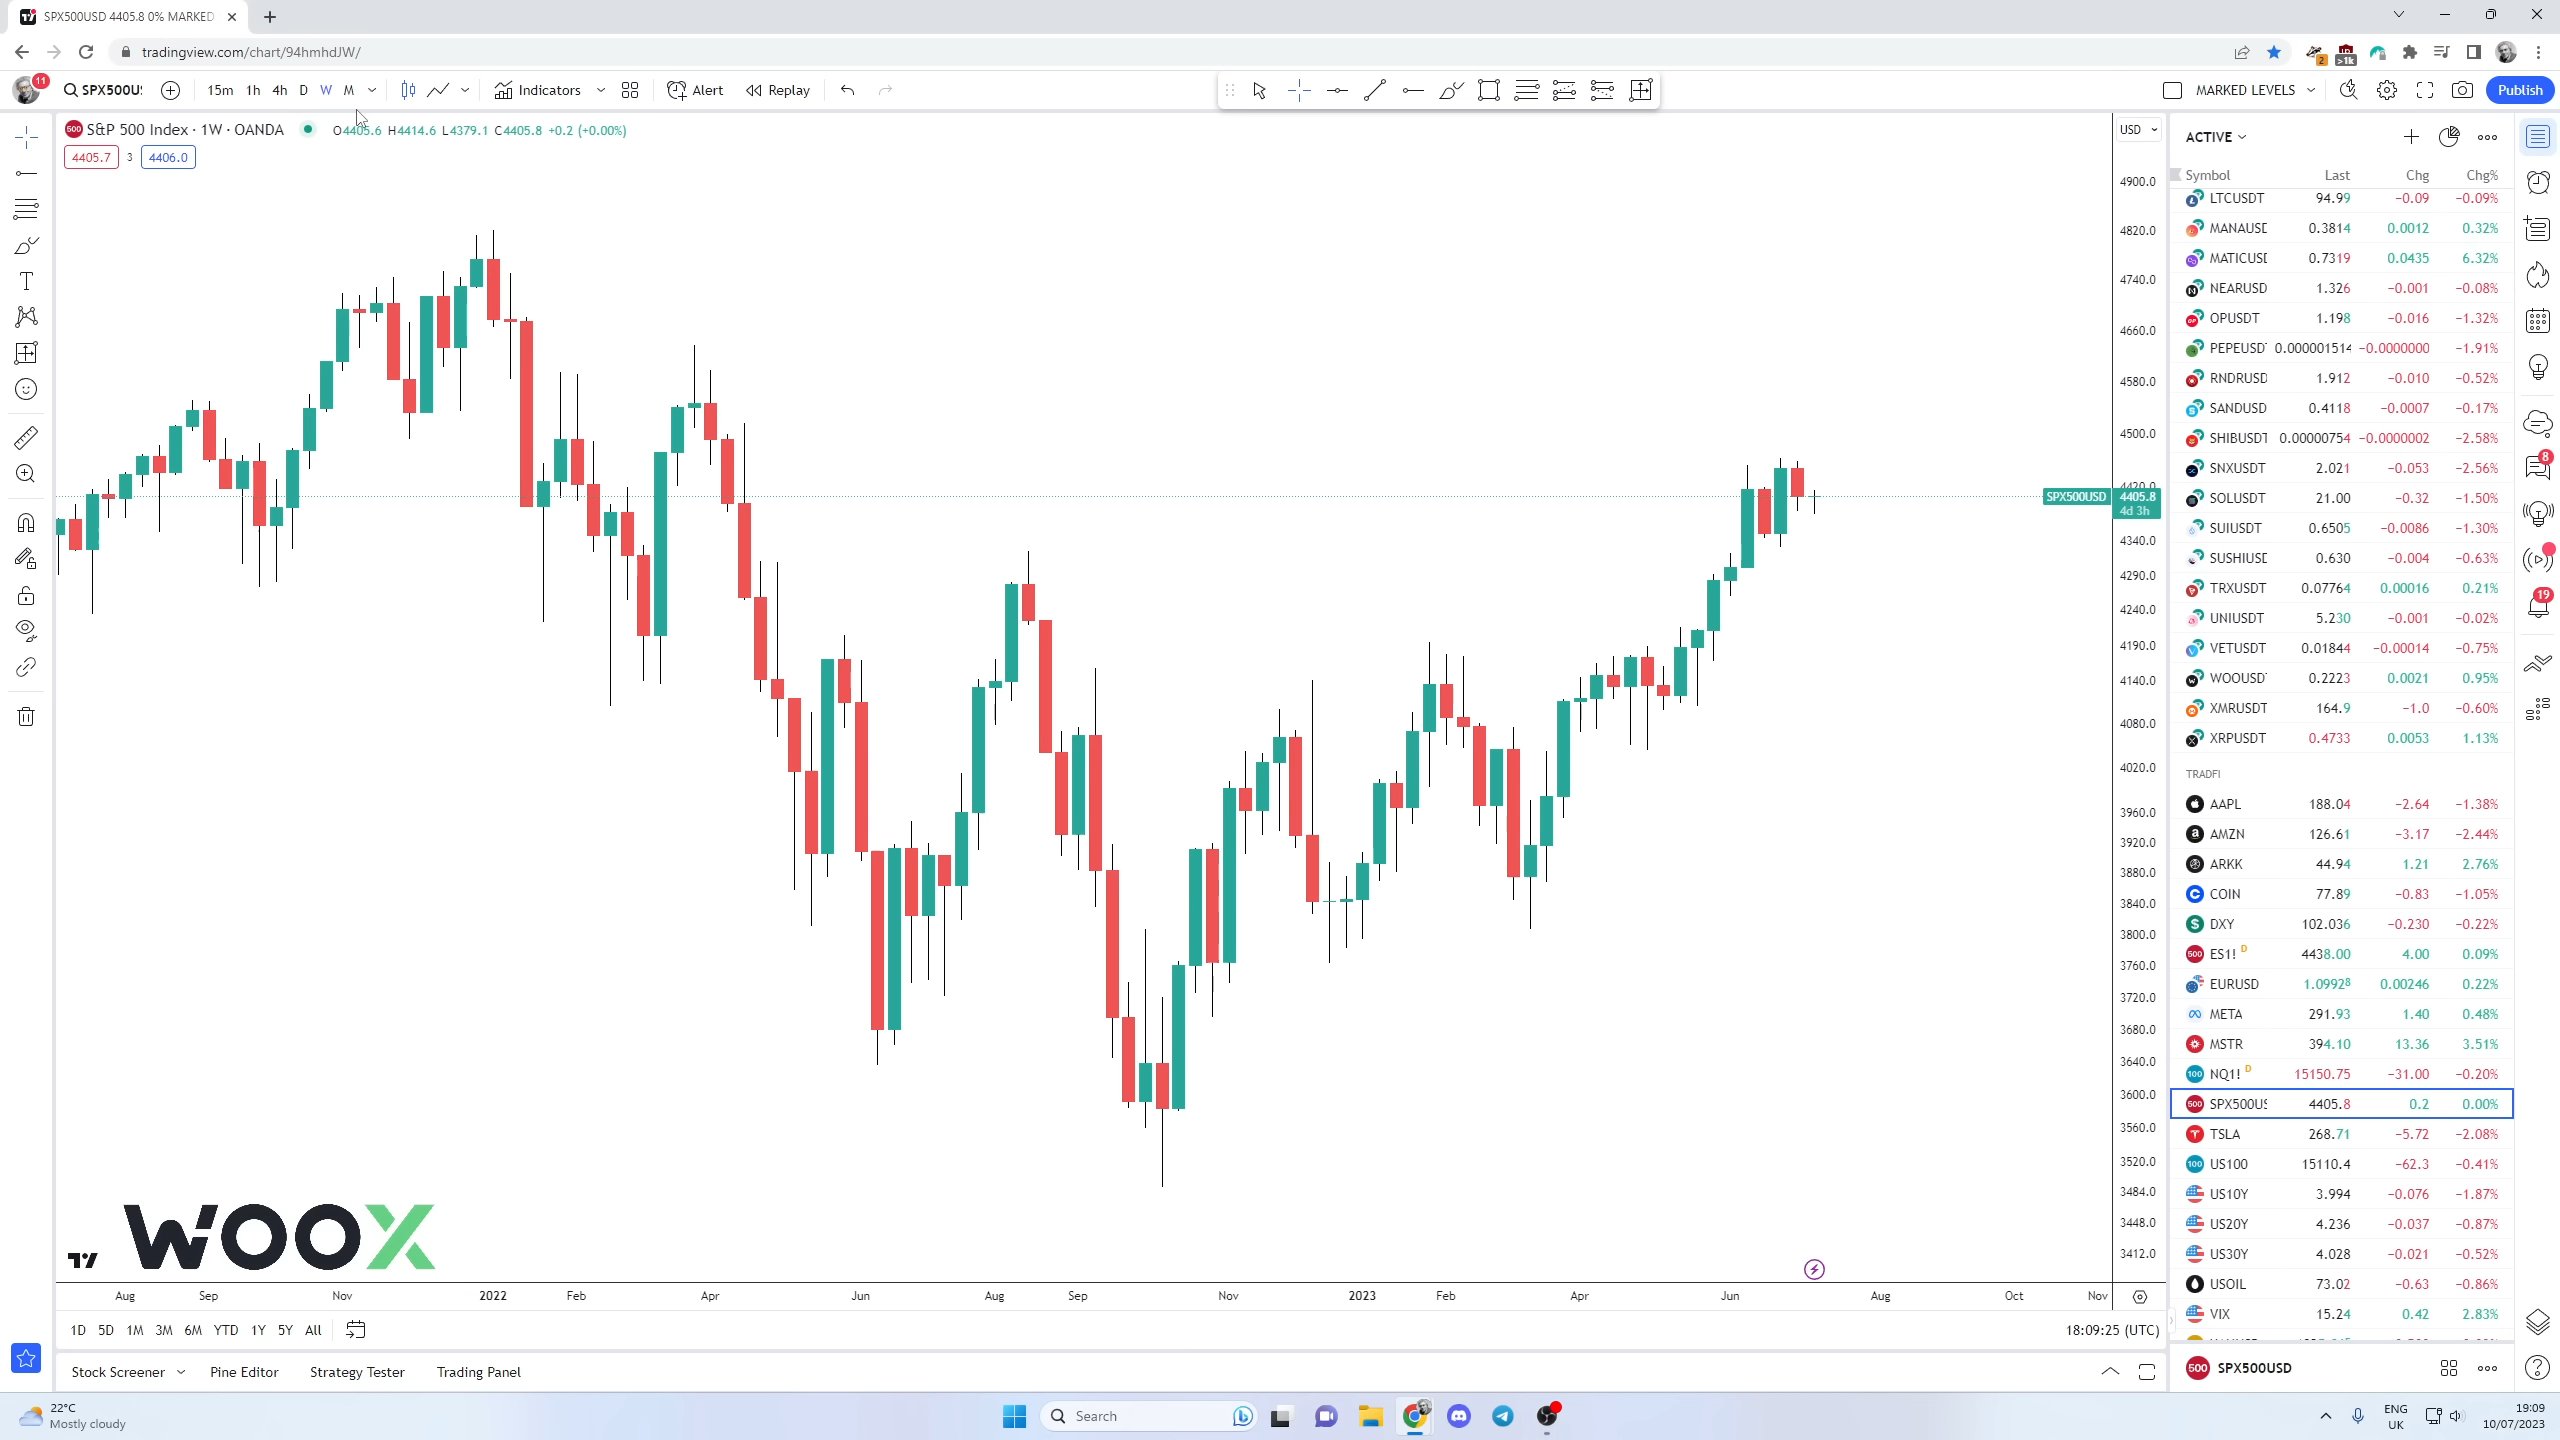 SPX500USD 4405.8 0% MARKED
tradingview.com/chart/94hmhdJW/
2
>1k
11
SPX500U
15m 1h 4h D W M
Indicators
Alert
Replay
MARKED LEVELS
Publish
500 S&P 500 Index · 1W · OANDA O4405.6 H4414.6 L4379.1 C4405.8 +0.2 (+0.00%)
4405.7 3 4406.0
USD
4900.0
4820.0
4740.0
4660.0
4580.0
4500.0
4420.0
SPX500USD 4405.8
4d 3h
4340.0
4290.0
4240.0
4190.0
4140.0
4080.0
4020.0
3960.0
3920.0
3880.0
3840.0
3800.0
3760.0
3720.0
3680.0
3640.0
3600.0
3560.0
3520.0
3484.0
3448.0
3412.0
WOOX
Aug Sep Nov 2022 Feb Apr Jun Aug Sep Nov 2023 Feb Apr Jun Aug Oct Nov
1D 5D 1M 3M 6M YTD 1Y 5Y All
18:09:25 (UTC)
Stock Screener Pine Editor Strategy Tester Trading Panel
ACTIVE
Symbol Last Chg Chg%
LTCUSDT 94.99 −0.09 −0.09%
MANAUSD 0.3814 0.0012 0.32%
MATICUSD 0.7319 0.0435 6.32%
NEARUSD 1.326 −0.001 −0.08%
OPUSDT 1.198 −0.016 −1.32%
PEPEUSD 0.000001514 −0.0000000 −1.91%
RNDRUSD 1.912 −0.010 −0.52%
SANDUSD 0.4118 −0.0007 −0.17%
SHIBUSDT 0.00000754 −0.0000002 −2.58%
SNXUSDT 2.021 −0.053 −2.56%
SOLUSDT 21.00 −0.32 −1.50%
SUIUSDT 0.6505 −0.0086 −1.30%
SUSHIUSD 0.630 −0.004 −0.63%
TRXUSDT 0.07764 0.00016 0.21%
UNIUSDT 5.230 −0.001 −0.02%
VETUSDT 0.01844 −0.00014 −0.75%
WOOUSD 0.2223 0.0021 0.95%
XMRUSDT 164.9 −1.0 −0.60%
XRPUSDT 0.4733 0.0053 1.13%
TRADFI
AAPL 188.04 −2.64 −1.38%
AMZN 126.61 −3.17 −2.44%
ARKK 44.94 1.21 2.76%
COIN 77.89 −0.83 −1.05%
DXY 102.036 −0.230 −0.22%
500 ES1! D 4438.00 4.00 0.09%
EURUSD 1.09928 0.00246 0.22%
META 291.93 1.40 0.48%
MSTR 394.10 13.36 3.51%
100 NQ1! D 15150.75 −31.00 −0.20%
500 SPX500US 4405.8 0.2 0.00%
TSLA 268.71 −5.72 −2.08%
100 US100 15110.4 −62.3 −0.41%
US10Y 3.994 −0.076 −1.87%
US20Y 4.236 −0.037 −0.87%
US30Y 4.028 −0.021 −0.52%
USOIL 73.02 −0.63 −0.86%
VIX 15.24 0.42 2.83%
500 SPX500USD
8
19
22°C
Mostly cloudy
Search
ENG
UK
19:09
10/07/2023